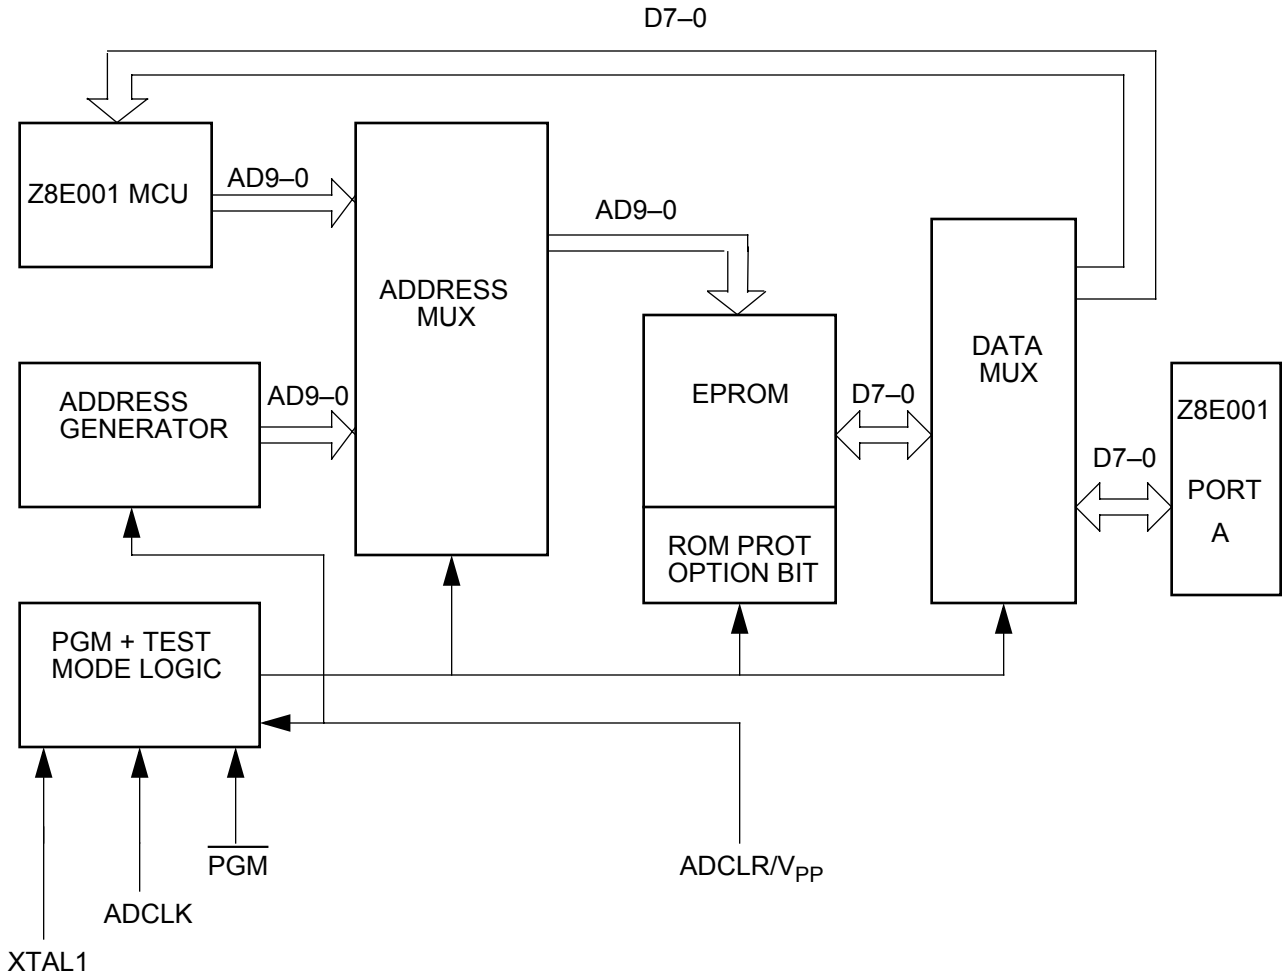 D7–0
Z8E001 MCU
AD9–0
AD9–0
ADDRESS
MUX
DATA
MUX
ADDRESS
GENERATOR
AD9–0
EPROM
D7–0
Z8E001
PORT
A
D7–0
ROM PROT
OPTION BIT
PGM + TEST
MODE LOGIC
PGM
ADCLR/VPP
ADCLK
XTAL1